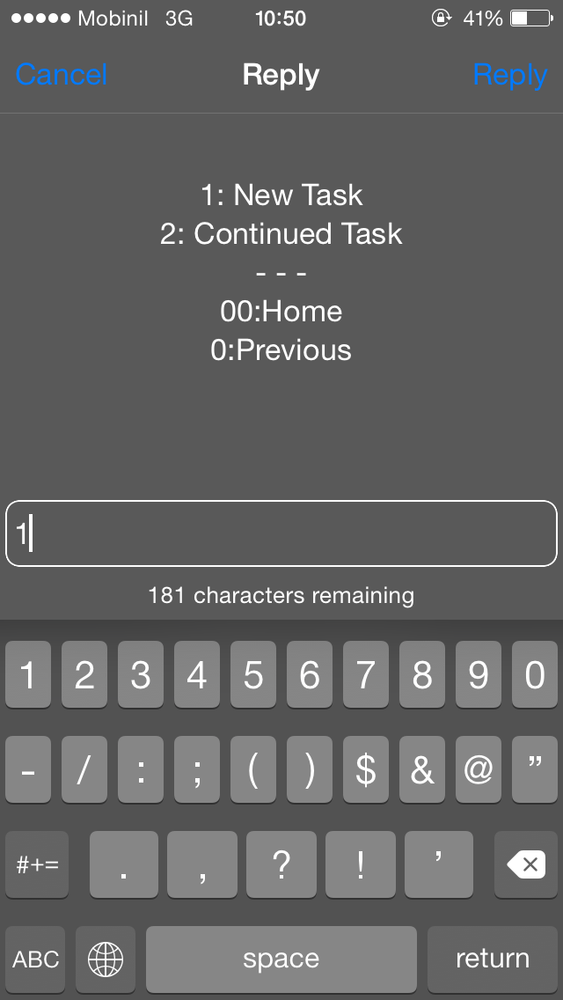 Mobinil 3G 10:50 41%
Cancel Reply Reply
1: New Task
2: Continued Task
- - -
00:Home
0:Previous
1
181 characters remaining
1 2 3 4 5 6 7 8 9 0
- / : ; ( ) $ & @ ”
#+= . , ? ! ’
ABC space return